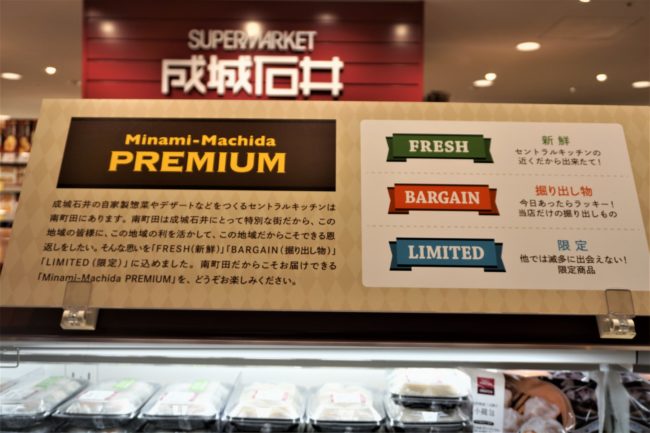 SUPERMARKET
成城石井
Minami-Machida
PREMIUM
成城石井の自家製惣菜やデザートなどをつくるセントラルキッチンは
南町田にあります。南町田は成城石井にとって特別な街だから、この
地域の皆様に、この地の利を活かして、この地域だからこそできる恩
返しをしたい。そんな思いを「FRESH(新鮮)」「BARGAIN(掘り出し物)」
「LIMITED(限定)」に込めました。南町田だからこそお届けできる
「Minami-Machida PREMIUM」を、どうぞお楽しみください。
FRESH
新鮮
セントラルキッチンの
近くだから出来たて!
BARGAIN
掘り出し物
今日あったらラッキー!
当店だけの掘り出しもの
LIMITED
限定
他では滅多に出会えない!
限定商品